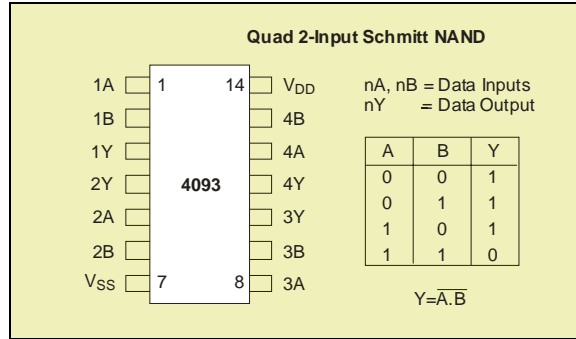 Quad 2-Input Schmitt NAND
1A 1 14 VDD
1B 4B
1Y 4A
2Y 4093 4Y
2A 3Y
2B 3B
VSS 7 8 3A
nA, nB = Data Inputs
nY = Data Output
A B Y
0 0 1
0 1 1
1 0 1
1 1 0
Y=A.B